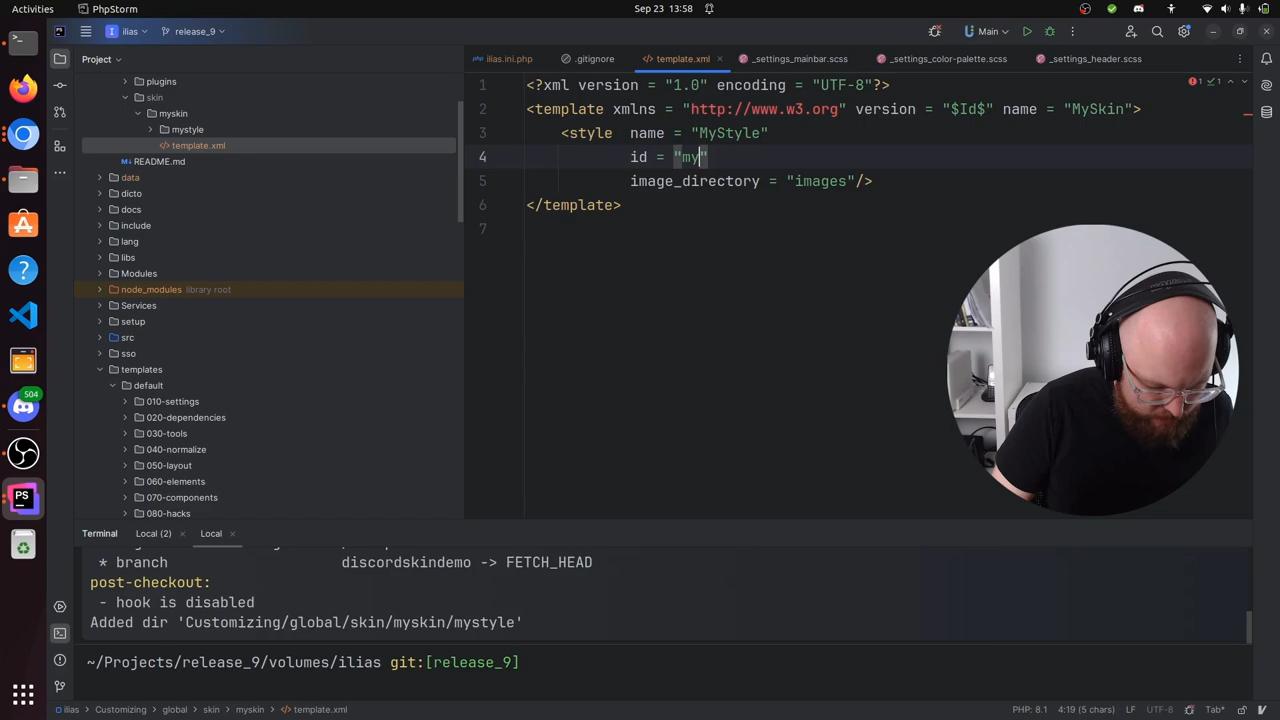 Activities
PhpStorm
Sep 23 13:58
ilias
release_9
Main
Project
ilias.ini.php
.gitignore
template.xml
_settings_mainbar.scss
_settings_color-palette.scss
_settings_header.scss
plugins
skin
myskin
mystyle
template.xml
README.md
data
dicto
docs
include
lang
libs
Modules
node_modules library root
Services
setup
src
sso
templates
default
010-settings
020-dependencies
030-tools
040-normalize
050-layout
060-elements
070-components
080-hacks
1 <?xml version = "1.0" encoding = "UTF-8"?>
2 <template xmlns = "http://www.w3.org" version = "$Id$" name = "MySkin">
3 <style name = "MyStyle"
4 id = "my"
5 image_directory = "images"/>
6 </template>
7
1 1
504
PS
Terminal
Local (2)
Local
* branch discordskindemo -> FETCH_HEAD
post-checkout:
- hook is disabled
Added dir 'Customizing/global/skin/myskin/mystyle'
~/Projects/release_9/volumes/ilias git:[release_9]
ilias
Customizing
global
skin
myskin
template.xml
PHP: 8.1
4:19 (5 chars)
LF
UTF-8
Tab*